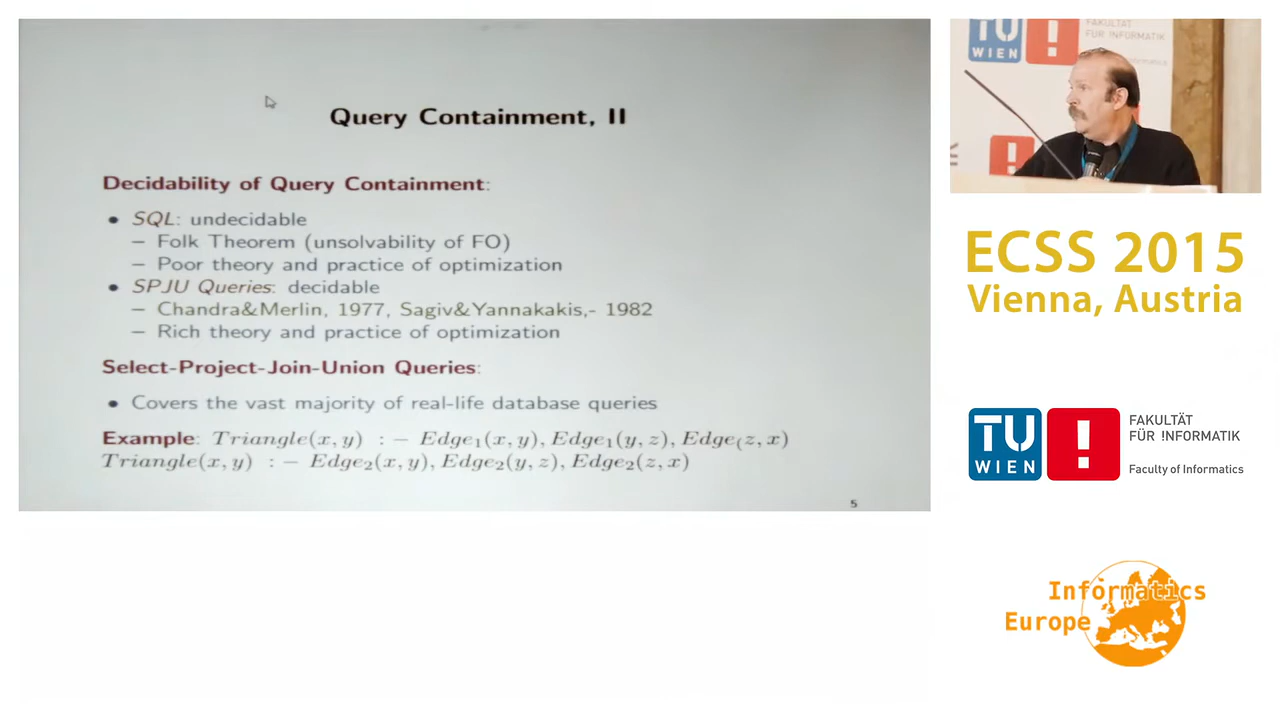 Query Containment, II
Decidability of Query Containment:
• SQL: undecidable
– Folk Theorem (unsolvability of FO)
– Poor theory and practice of optimization
• SPJU Queries: decidable
– Chandra&Merlin, 1977, Sagiv&Yannakakis,- 1982
– Rich theory and practice of optimization
Select-Project-Join-Union Queries:
• Covers the vast majority of real-life database queries
Example: Triangle(x, y) :− Edge₁(x, y), Edge₁(y, z), Edge₍z, x)
Triangle(x, y) :− Edge₂(x, y), Edge₂(y, z), Edge₂(z, x)
5
TU
WIEN
!
FAKULTÄT
FÜR !NFORMATIK
Informatics
ECSS 2015
Vienna, Austria
TU
WIEN
!
FAKULTÄT
FÜR !NFORMATIK
Faculty of Informatics
Informatics
Europe